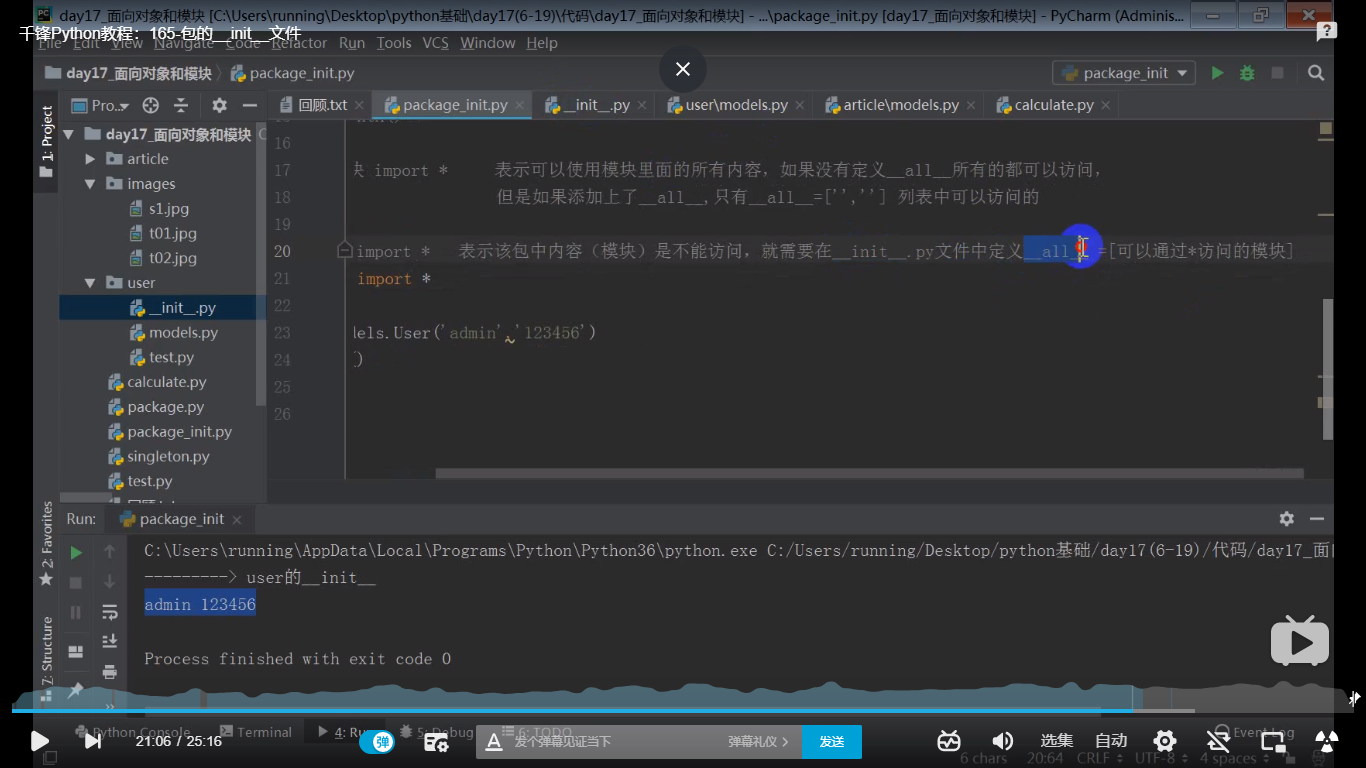 day17_面向对象和模块 [C:\Users\running\Desktop\python基础\day17(6-19)\代码\day17_面向对象和模块] - ...\package_init.py [day17_面向对象和模块] - PyCharm (Adminis...
千锋Python教程：165-包的__init__文件
File Edit View Navigate Code Refactor Run Tools VCS Window Help
day17_面向对象和模块 package_init.py package_init
Pro... 回顾.txt package_init.py __init__.py user\models.py article\models.py calculate.py
1: Project
day17_面向对象和模块 C
article
images
s1.jpg
t01.jpg
t02.jpg
user
__init__.py
models.py
test.py
calculate.py
package.py
package_init.py
singleton.py
test.py
16
17 块 import * 表示可以使用模块里面的所有内容，如果没有定义__all__所有的都可以访问，
18 但是如果添加上了__all__,只有__all__=['',''] 列表中可以访问的
19
20 import * 表示该包中内容（模块）是不能访问，就需要在__init__.py文件中定义__all__=[可以通过*访问的模块]
21 import *
22
23 dels.User('admin','123456')
24 ()
25
26
2: Favorites
7: Structure
Run: package_init
C:\Users\running\AppData\Local\Programs\Python\Python36\python.exe C:/Users/running/Desktop/python基础/day17(6-19)/代码/day17_面向
---------> user的__init__
admin 123456
Process finished with exit code 0
Python Console Terminal 4: Run 5: Debug 6: TODO Event Log
21:06 / 25:16 弹 发个弹幕见证当下 弹幕礼仪 > 发送 选集 自动
6 chars 20:64 CRLF UTF-8 4 spaces